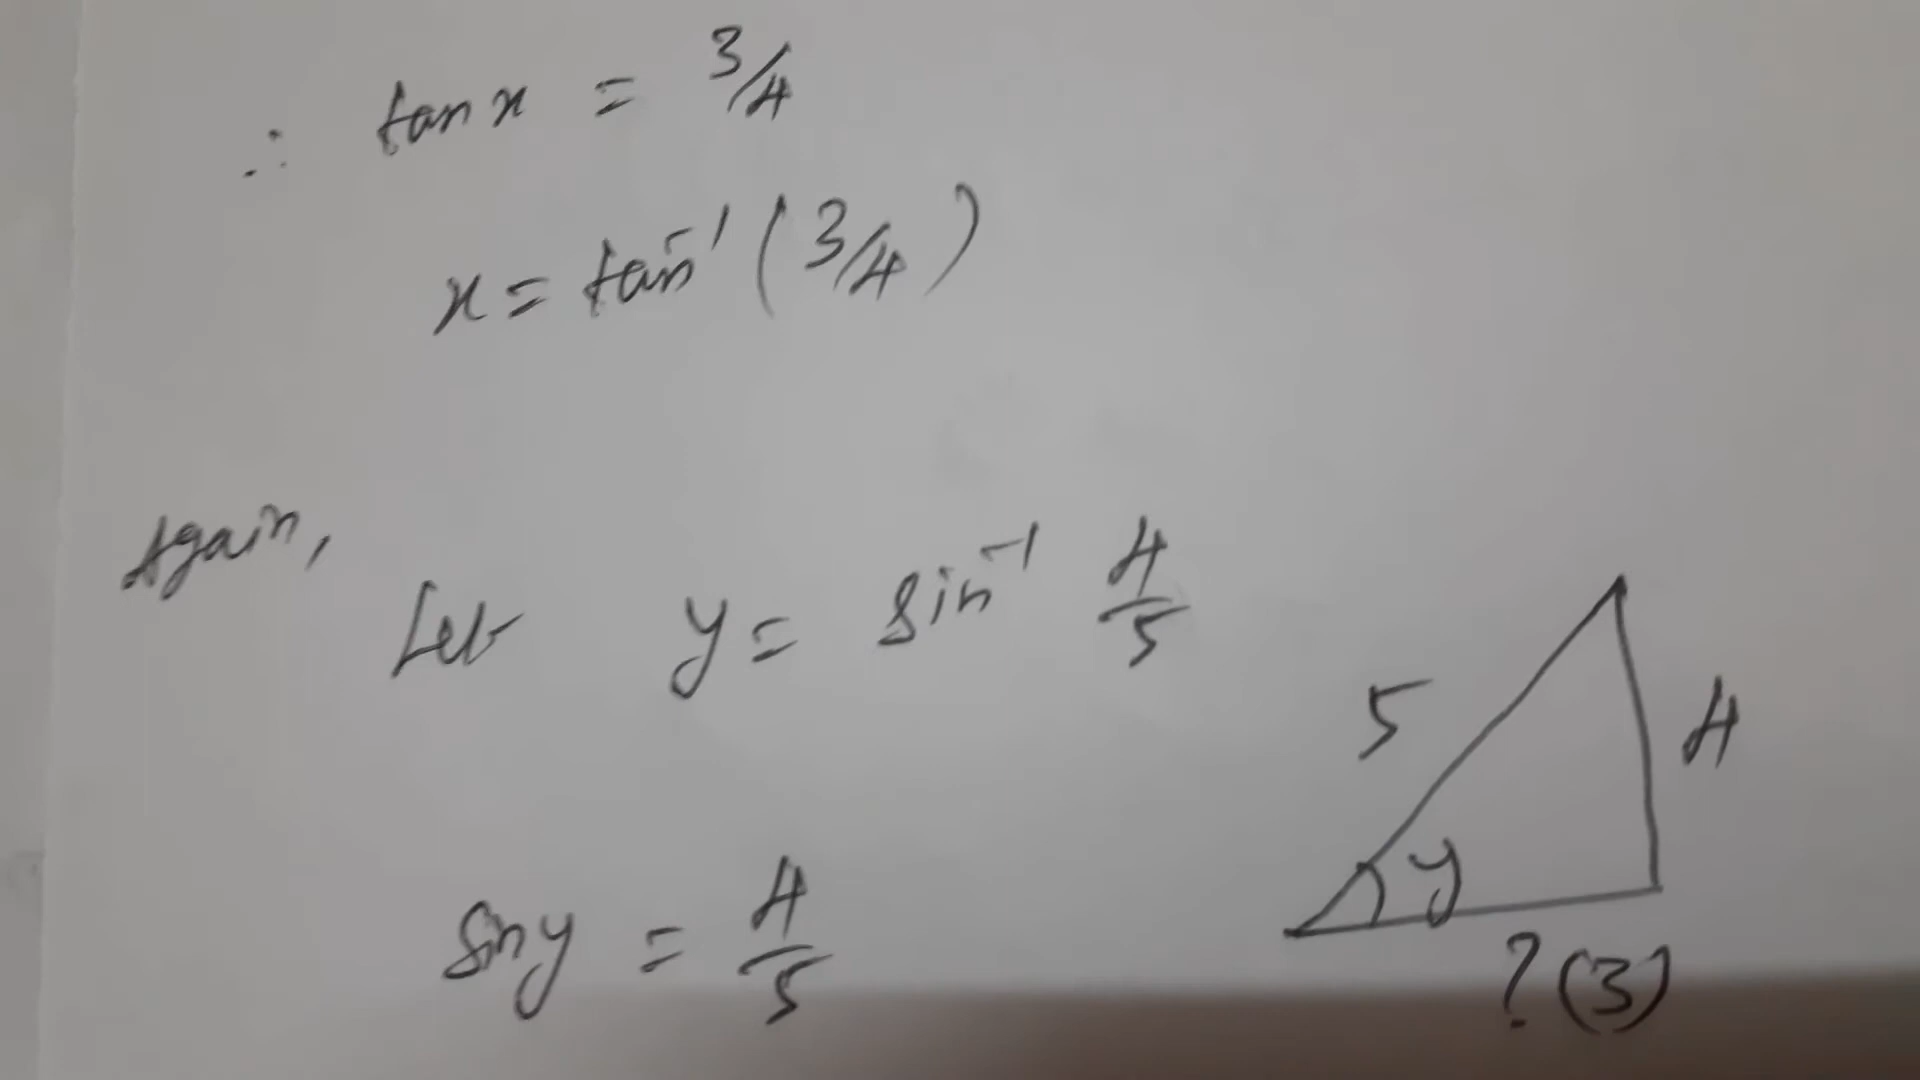 ∴ tan x = 3/4
x = tan⁻¹ (3/4)
Again,
Let y = sin⁻¹ 4/5
5
4
sin y = 4/5
y
? (3)